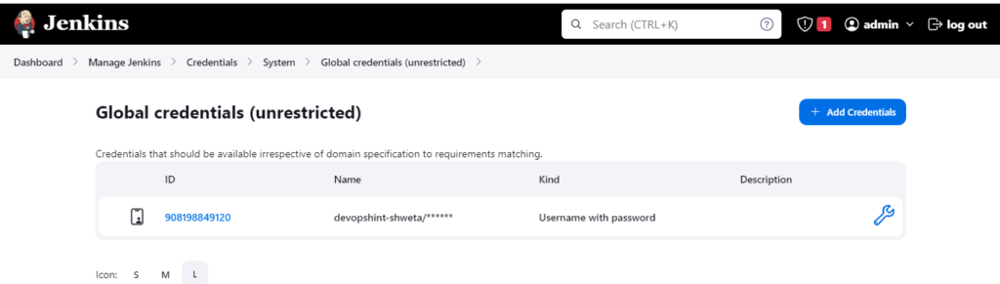 Jenkins Search (CTRL+K) ? 1 admin log out
Dashboard Manage Jenkins Credentials System Global credentials (unrestricted)
Global credentials (unrestricted) + Add Credentials
Credentials that should be available irrespective of domain specification to requirements matching.
ID Name Kind Description
908198849120 devopshint-shweta/****** Username with password
Icon: S M L